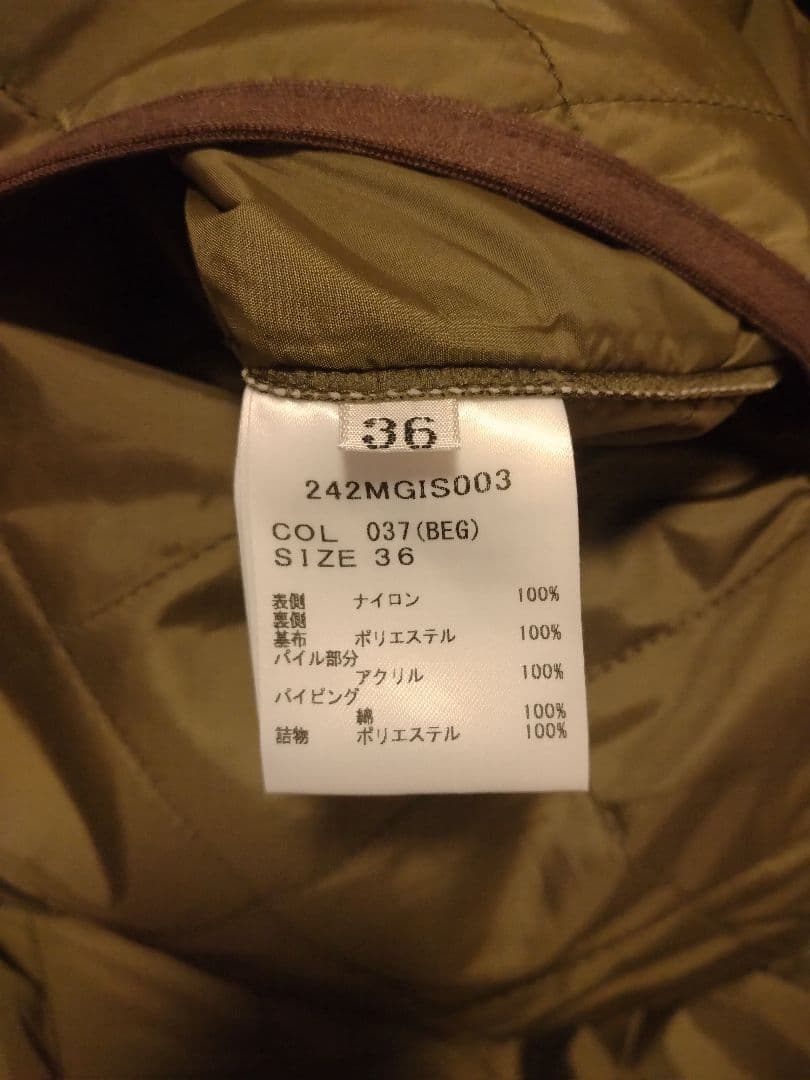 36
242MGIS003
COL 037(BEG)
SIZE 36
表側 ナイロン 100%
裏側
基布 ポリエステル 100%
パイル部分
アクリル 100%
パイピング
綿 100%
詰物 ポリエステル 100%